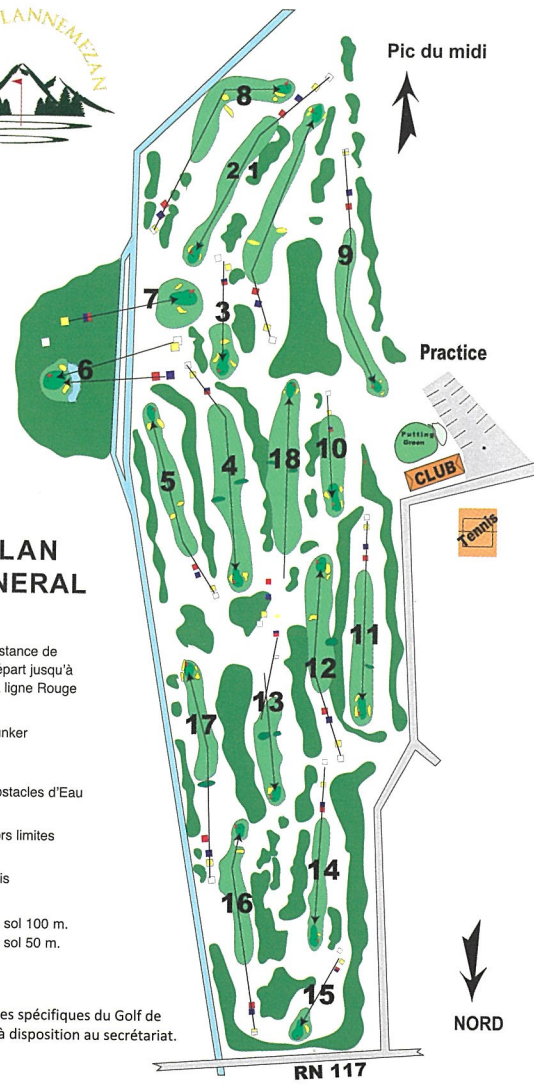 LANNEMEZAN
Pic du midi
8
2 1
9
7
3
6
Practice
Putting
Green
CLUB
Tennis
5
4
18
10
LAN
NERAL
11
12
13
17
stance de
épart jusqu'à
ligne Rouge
nker
bstacles d'Eau
rs limites
is
sol 100 m.
sol 50 m.
14
16
15
es spécifiques du Golf de
à disposition au secrétariat.
NORD
RN 117